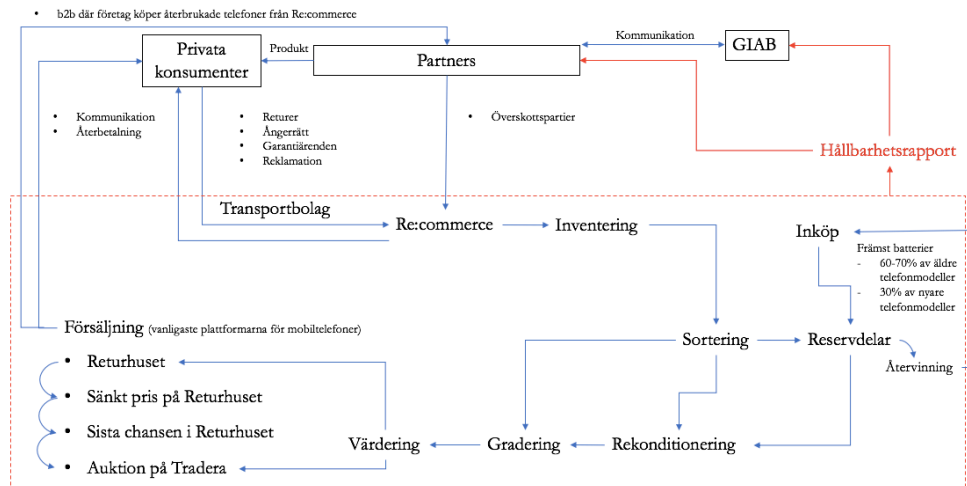 • b2b där företag köper återbrukade telefoner från Re:commerce
Privata
konsumenter
Produkt
Partners
Kommunikation
GIAB
• Kommunikation
• Återbetalning
• Returer
• Ångerrätt
• Garantiärenden
• Reklamation
• Överskottspartier
Hållbarhetsrapport
Transportbolag
Re:commerce
Inventering
Inköp
Främst batterier
- 60-70% av äldre
telefonmodeller
- 30% av nyare
telefonmodeller
Försäljning (vanligaste plattformarna för mobiltelefoner)
Sortering
Reservdelar
Återvinning
• Returhuset
• Sänkt pris på Returhuset
• Sista chansen i Returhuset
• Auktion på Tradera
Värdering
Gradering
Rekonditionering